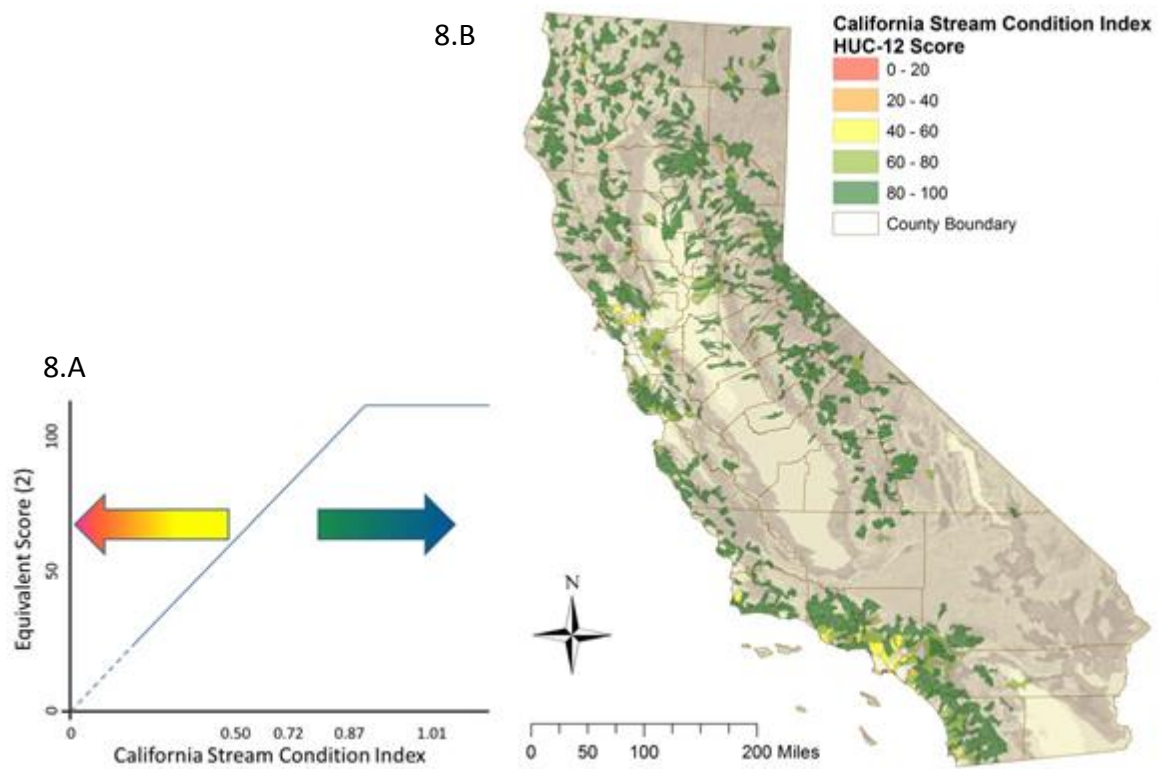 8.B
California Stream Condition Index
HUC-12 Score
0 - 20
20 - 40
40 - 60
60 - 80
80 - 100
County Boundary
8.A
100
50
0
Equivalent Score (2)
0 0.50 0.72 0.87 1.01
California Stream Condition Index
N
0 50 100 200 Miles